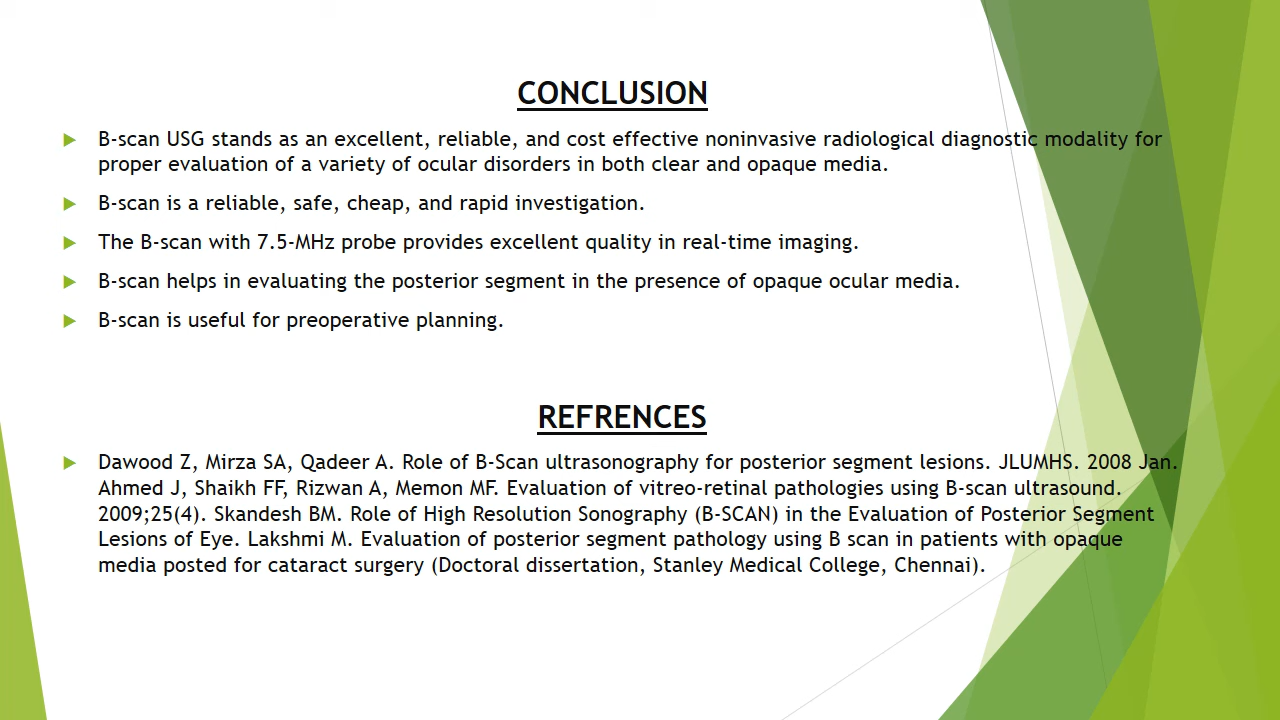 CONCLUSION
B-scan USG stands as an excellent, reliable, and cost effective noninvasive radiological diagnostic modality for
proper evaluation of a variety of ocular disorders in both clear and opaque media.
B-scan is a reliable, safe, cheap, and rapid investigation.
The B-scan with 7.5-MHz probe provides excellent quality in real-time imaging.
B-scan helps in evaluating the posterior segment in the presence of opaque ocular media.
B-scan is useful for preoperative planning.
REFRENCES
Dawood Z, Mirza SA, Qadeer A. Role of B-Scan ultrasonography for posterior segment lesions. JLUMHS. 2008 Jan.
Ahmed J, Shaikh FF, Rizwan A, Memon MF. Evaluation of vitreo-retinal pathologies using B-scan ultrasound.
2009;25(4). Skandesh BM. Role of High Resolution Sonography (B-SCAN) in the Evaluation of Posterior Segment
Lesions of Eye. Lakshmi M. Evaluation of posterior segment pathology using B scan in patients with opaque
media posted for cataract surgery (Doctoral dissertation, Stanley Medical College, Chennai).